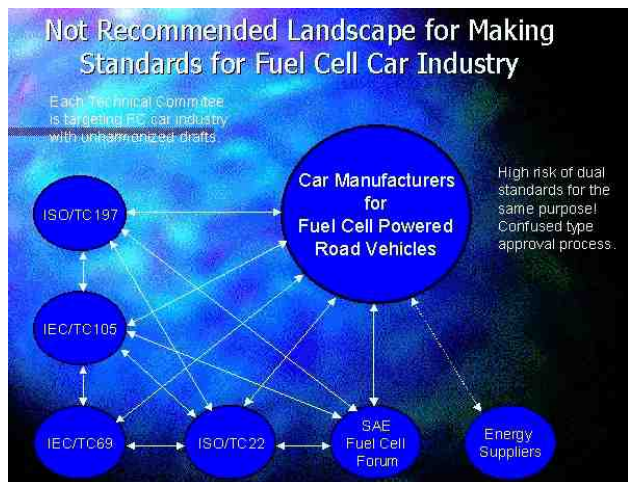 Not Recommended Landscape for Making
Standards for Fuel Cell Car Industry
Each Technical Commitee
is targeting FC car industry
with unharmonized drafts.
Car Manufacturers
for
Fuel Cell Powered
Road Vehicles
High risk of dual
standards for the
same purpose!
Confused type
approval process.
ISO/TC197
IEC/TC105
IEC/TC69
ISO/TC22
SAE
Fuel Cell
Forum
Energy
Suppliers